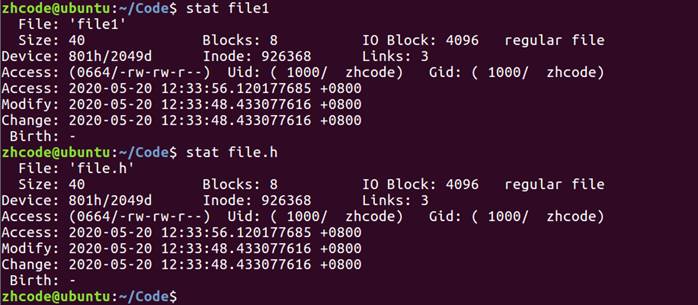 zhcode@ubuntu:~/Code$ stat file1
  File: 'file1'
  Size: 40              Blocks: 8          IO Block: 4096   regular file
Device: 801h/2049d      Inode: 926368      Links: 3
Access: (0664/-rw-rw-r--)  Uid: ( 1000/  zhcode)   Gid: ( 1000/  zhcode)
Access: 2020-05-20 12:33:56.120177685 +0800
Modify: 2020-05-20 12:33:48.433077616 +0800
Change: 2020-05-20 12:33:48.433077616 +0800
 Birth: -
zhcode@ubuntu:~/Code$ stat file.h
  File: 'file.h'
  Size: 40              Blocks: 8          IO Block: 4096   regular file
Device: 801h/2049d      Inode: 926368      Links: 3
Access: (0664/-rw-rw-r--)  Uid: ( 1000/  zhcode)   Gid: ( 1000/  zhcode)
Access: 2020-05-20 12:33:56.120177685 +0800
Modify: 2020-05-20 12:33:48.433077616 +0800
Change: 2020-05-20 12:33:48.433077616 +0800
 Birth: -
zhcode@ubuntu:~/Code$